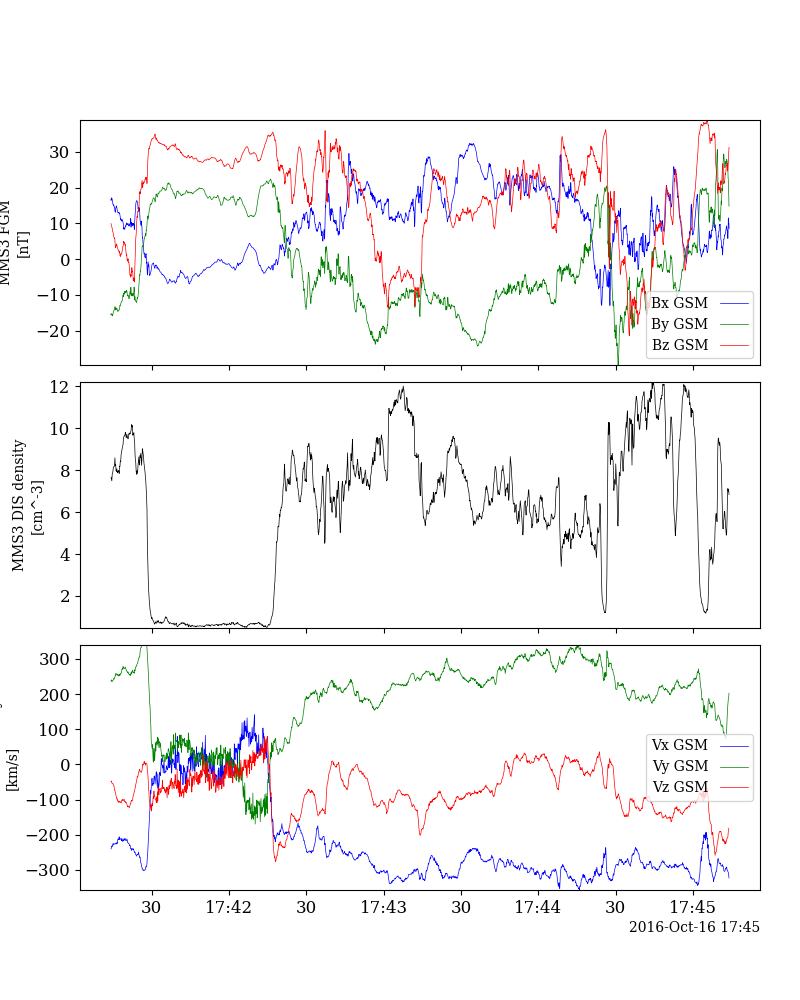 30
20
10
0
−10
−20
MMS3 FGM
[nT]
Bx GSM
By GSM
Bz GSM
12
10
8
6
4
2
MMS3 DIS density
[cm^-3]
300
200
100
0
−100
−200
−300
[km/s]
Vx GSM
Vy GSM
Vz GSM
30 17:42 30 17:43 30 17:44 30 17:45
2016-Oct-16 17:45